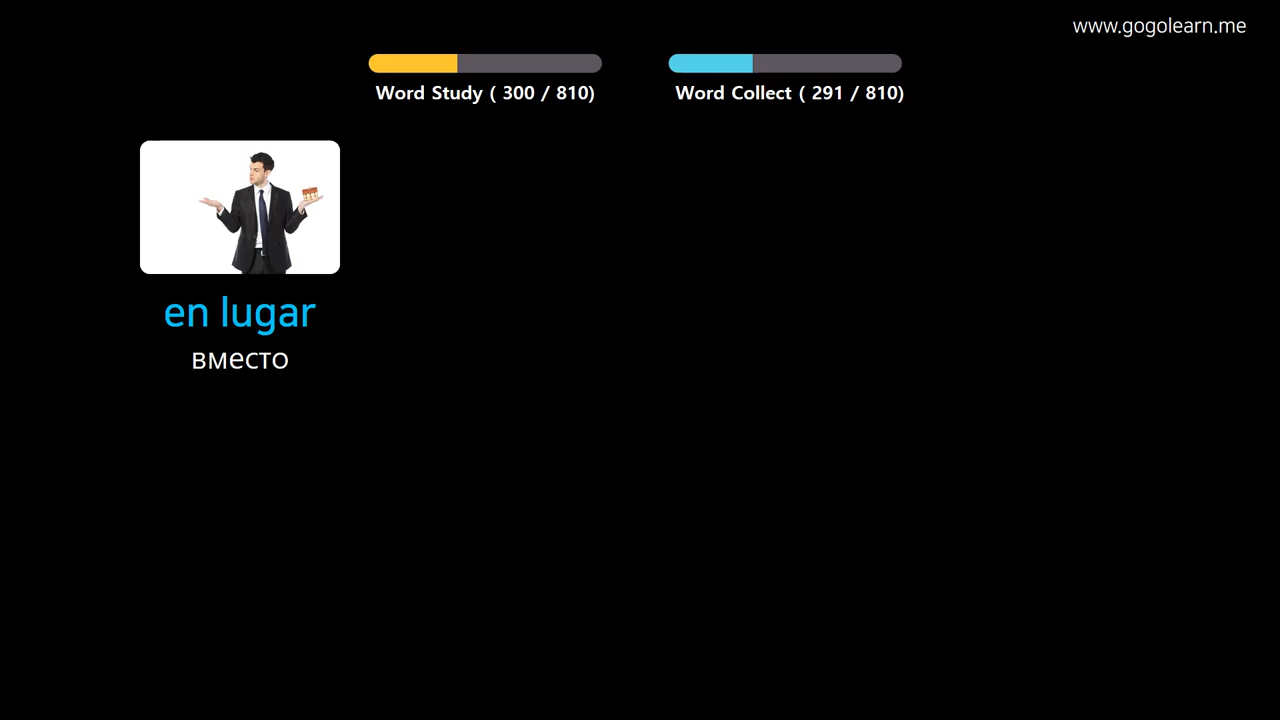 www.gogolearn.me
Word Study ( 300 / 810)
Word Collect ( 291 / 810)
en lugar
вместо